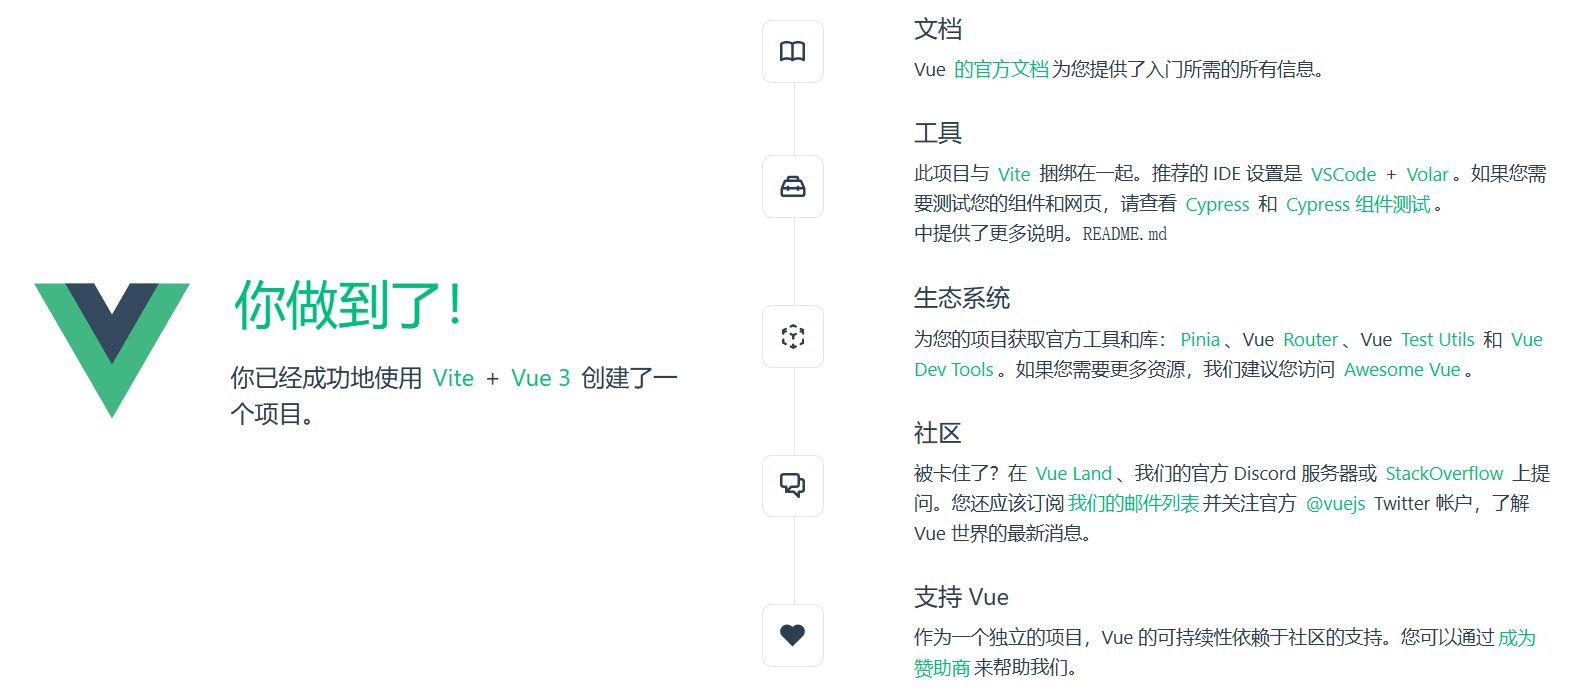 你做到了！
你已经成功地使用 Vite + Vue 3 创建了一
个项目。
文档
Vue 的官方文档为您提供了入门所需的所有信息。
工具
此项目与 Vite 捆绑在一起。推荐的 IDE 设置是 VSCode + Volar。如果您需
要测试您的组件和网页，请查看 Cypress 和 Cypress 组件测试。
中提供了更多说明。README.md
生态系统
为您的项目获取官方工具和库： Pinia、Vue Router、Vue Test Utils 和 Vue
Dev Tools。如果您需要更多资源，我们建议您访问 Awesome Vue。
社区
被卡住了？在 Vue Land、我们的官方 Discord 服务器或 StackOverflow 上提
问。您还应该订阅我们的邮件列表并关注官方 @vuejs Twitter 帐户，了解
Vue 世界的最新消息。
支持 Vue
作为一个独立的项目，Vue 的可持续性依赖于社区的支持。您可以通过成为
赞助商来帮助我们。